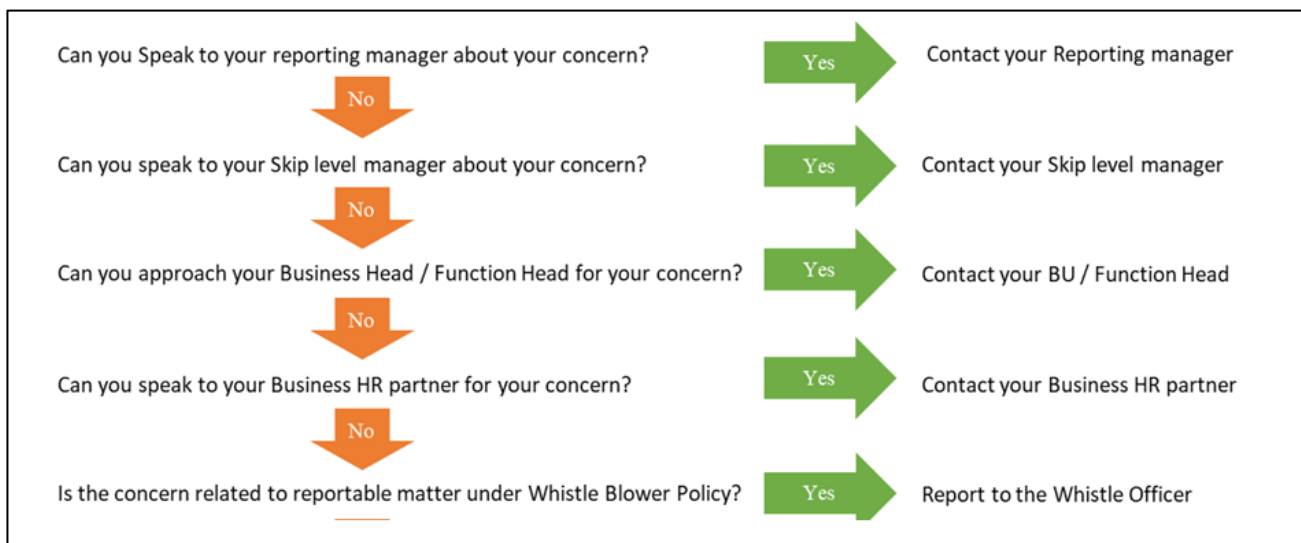 Can you Speak to your reporting manager about your concern? Yes Contact your Reporting manager
No
Can you speak to your Skip level manager about your concern? Yes Contact your Skip level manager
No
Can you approach your Business Head / Function Head for your concern? Yes Contact your BU / Function Head
No
Can you speak to your Business HR partner for your concern? Yes Contact your Business HR partner
No
Is the concern related to reportable matter under Whistle Blower Policy? Yes Report to the Whistle Officer